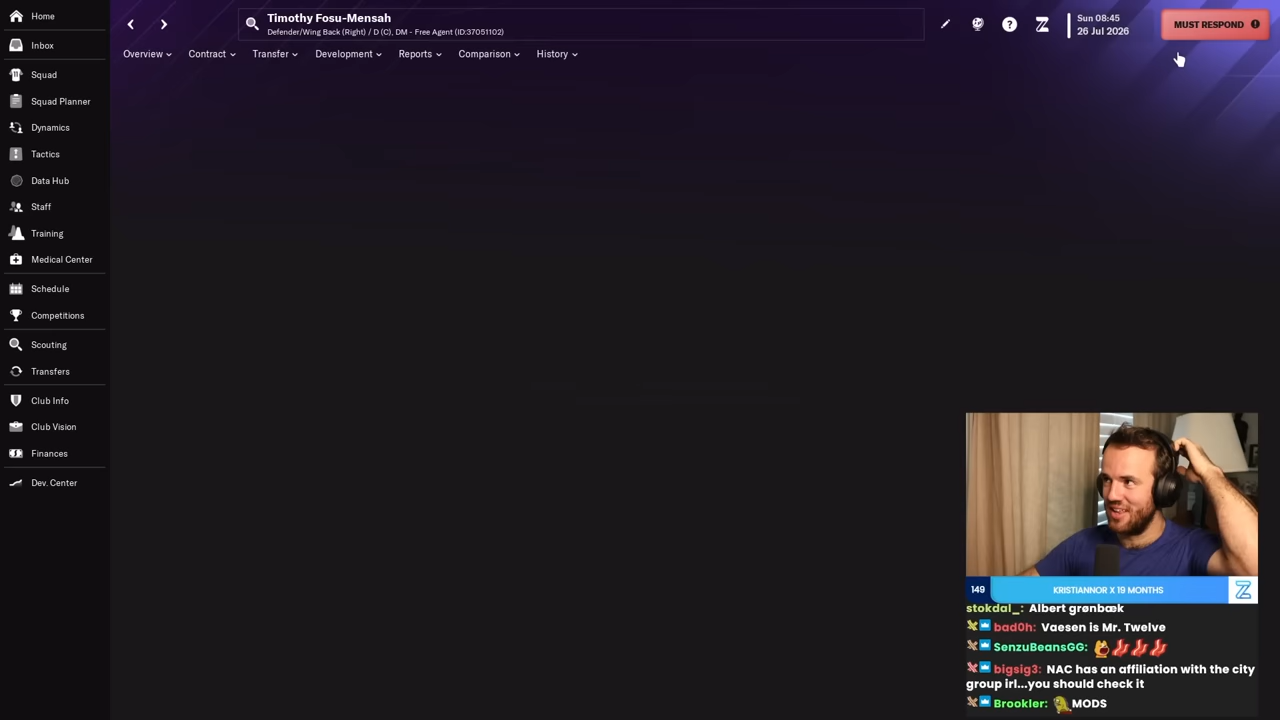 Home
Inbox
Squad
Squad Planner
Dynamics
Tactics
Data Hub
Staff
Training
Medical Center
Schedule
Competitions
Scouting
Transfers
Club Info
Club Vision
Finances
Dev. Center
Timothy Fosu-Mensah
Defender/Wing Back (Right) / D (C), DM - Free Agent (ID:37051102)
Sun 08:45
26 Jul 2026
MUST RESPOND
Overview
Contract
Transfer
Development
Reports
Comparison
History
149
KRISTIANNOR X 19 MONTHS
stokdal_: Albert grønbæk
bad0h: Vaesen is Mr. Twelve
SenzuBeansGG:
bigsig3: NAC has an affiliation with the city
group irl...you should check it
Brookler: MODS